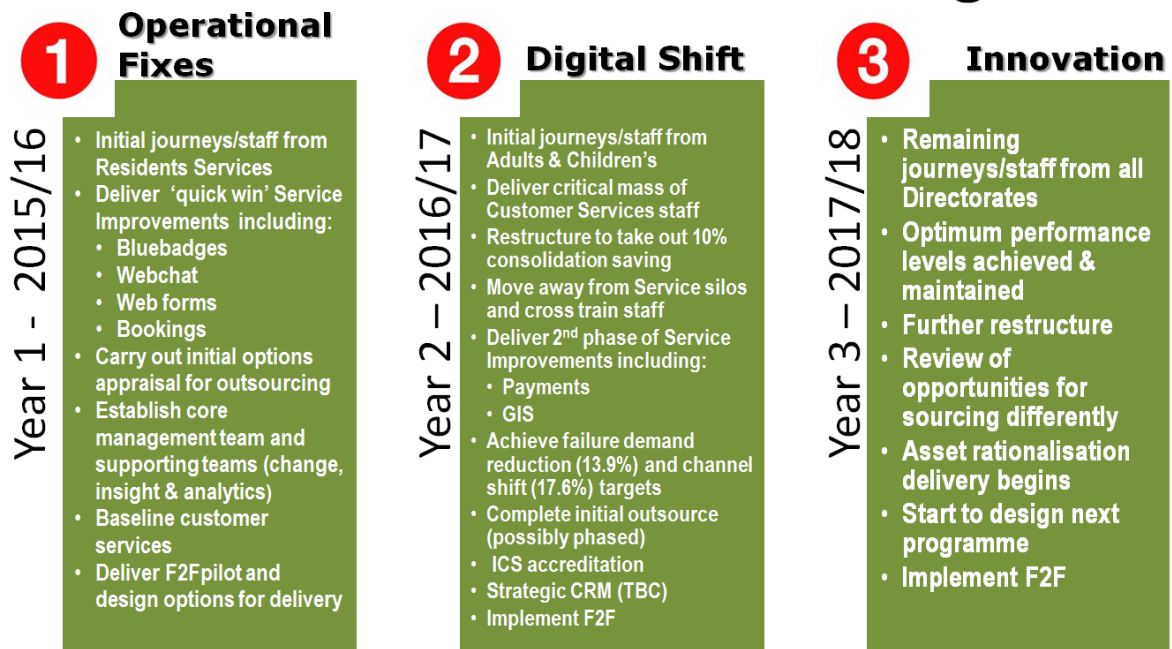 1
Operational
Fixes
Year 1 - 2015/16
• Initial journeys/staff from
Residents Services
• Deliver ‘quick win’ Service
Improvements including:
• Bluebadges
• Webchat
• Web forms
• Bookings
• Carry out initial options
appraisal for outsourcing
• Establish core
management team and
supporting teams (change,
insight & analytics)
• Baseline customer
services
• Deliver F2Fpilot and
design options for delivery
2
Digital Shift
Year 2 – 2016/17
• Initial journeys/staff from
Adults & Children’s
• Deliver critical mass of
Customer Services staff
• Restructure to take out 10%
consolidation saving
• Move away from Service silos
and cross train staff
• Deliver 2nd phase of Service
Improvements including:
• Payments
• GIS
• Achieve failure demand
reduction (13.9%) and channel
shift (17.6%) targets
• Complete initial outsource
(possibly phased)
• ICS accreditation
• Strategic CRM (TBC)
• Implement F2F
3
Innovation
Year 3 – 2017/18
• Remaining
journeys/staff from all
Directorates
• Optimum performance
levels achieved &
maintained
• Further restructure
• Review of
opportunities for
sourcing differently
• Asset rationalisation
delivery begins
• Start to design next
programme
• Implement F2F